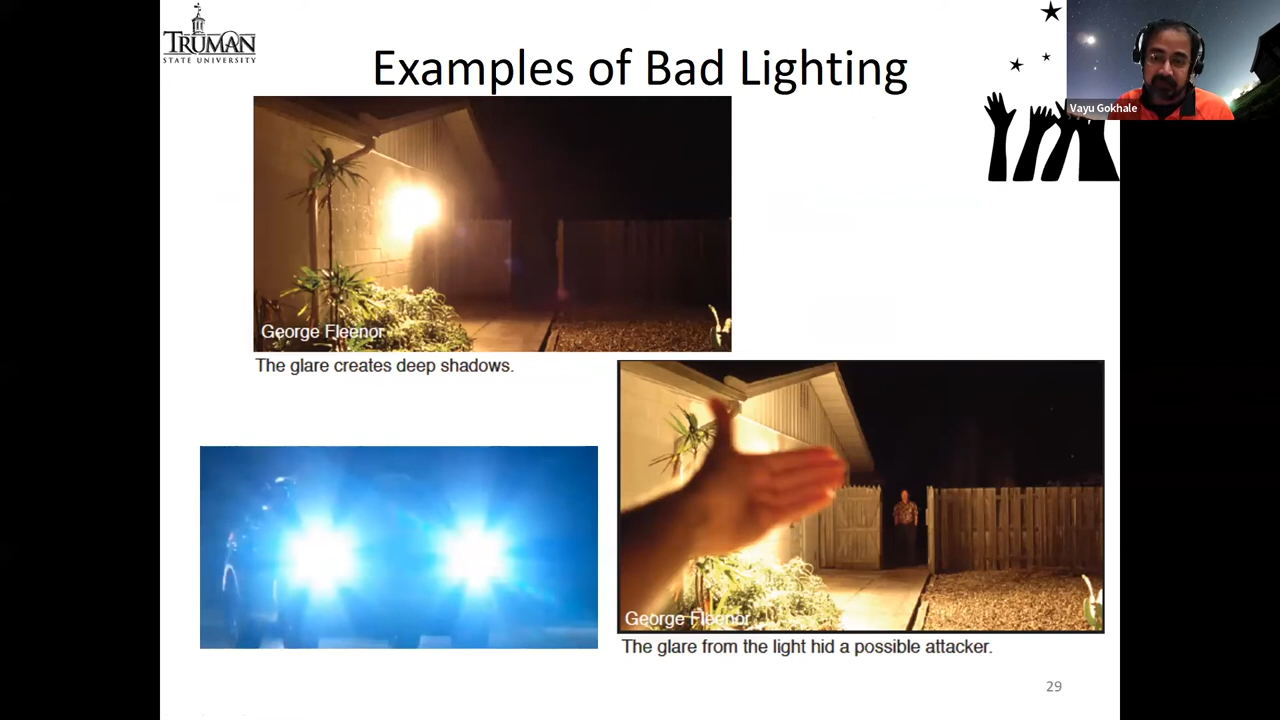 TRUMAN
STATE UNIVERSITY
Examples of Bad Lighting
Vayu Gokhale
George Fleenor
The glare creates deep shadows.
George Fleenor
The glare from the light hid a possible attacker.
29